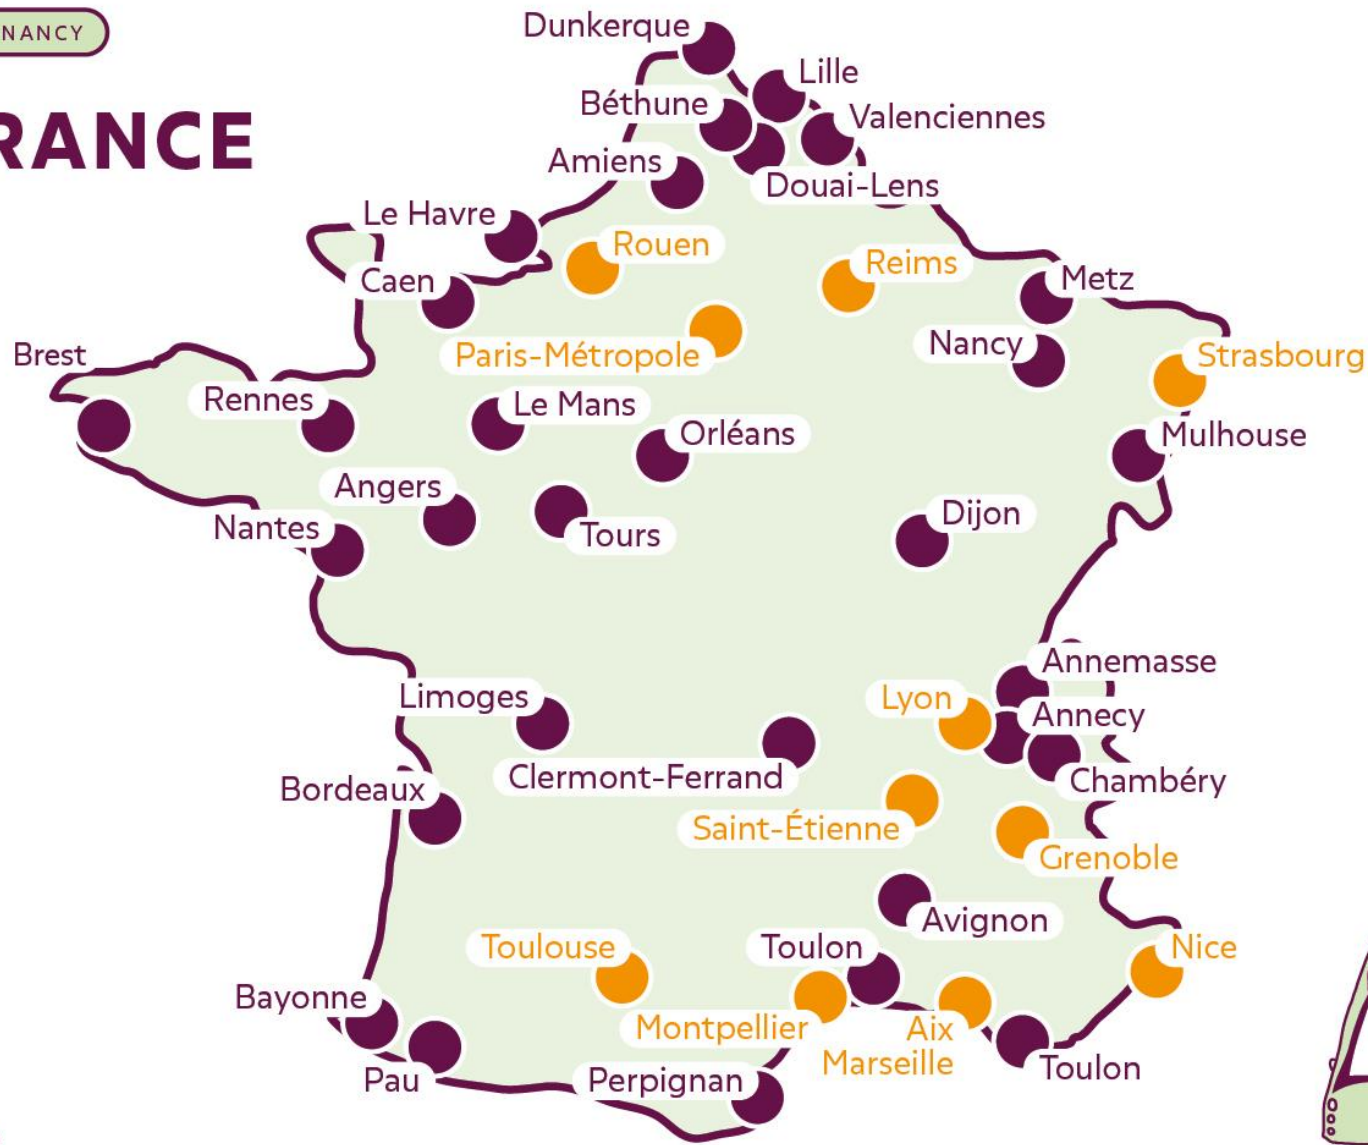 NANCY
RANCE
Dunkerque
Lille
Béthune
Valenciennes
Amiens
Douai-Lens
Le Havre
Rouen
Reims
Caen
Metz
Nancy
Paris-Métropole
Strasbourg
Brest
Rennes
Le Mans
Orléans
Mulhouse
Angers
Nantes
Tours
Dijon
Annemasse
Limoges
Lyon
Annecy
Clermont-Ferrand
Chambéry
Bordeaux
Saint-Étienne
Grenoble
Avignon
Toulouse
Toulon
Nice
Bayonne
Montpellier
Aix
Marseille
Toulon
Pau
Perpignan